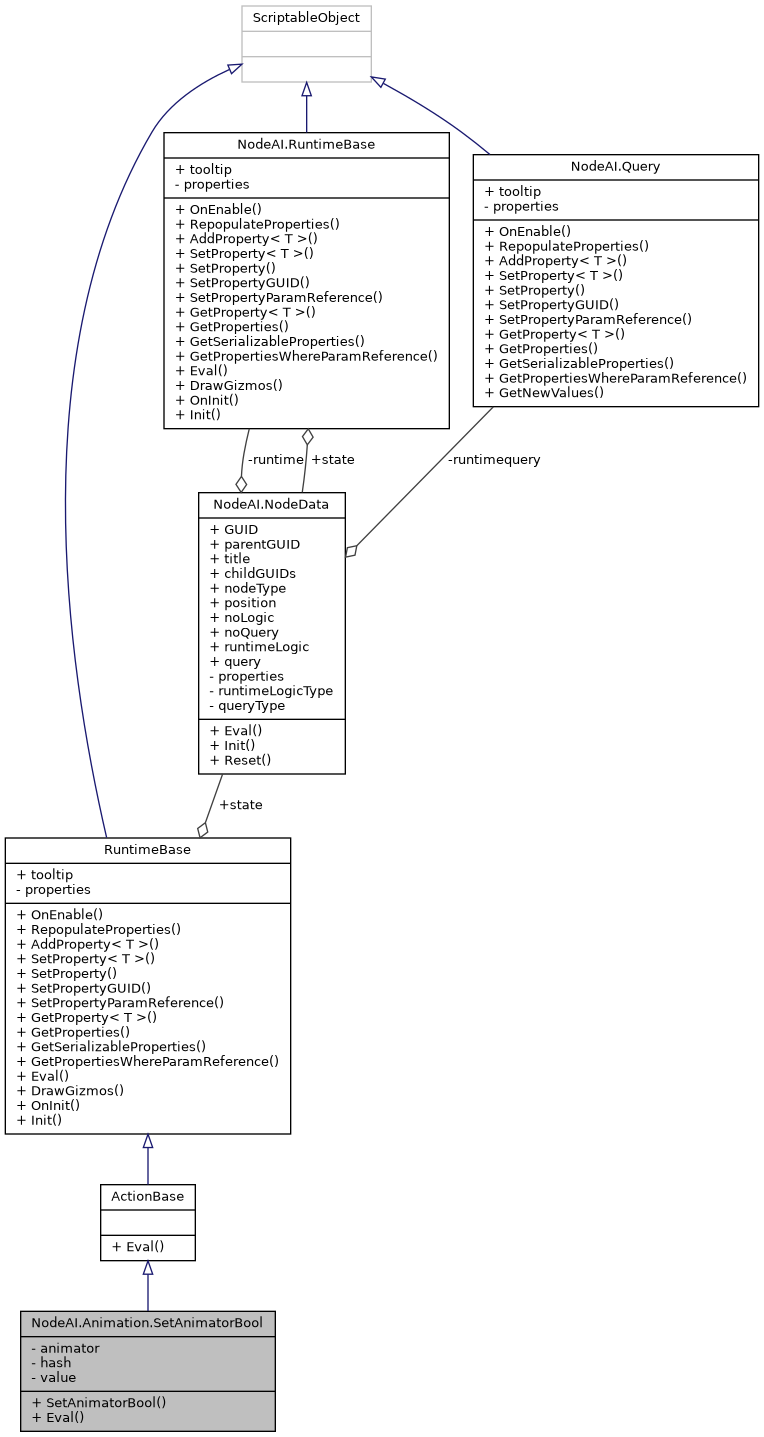 ScriptableObject
NodeAI.RuntimeBase
+ tooltip
- properties
+ OnEnable()
+ RepopulateProperties()
+ AddProperty< T >()
+ SetProperty< T >()
+ SetProperty()
+ SetPropertyGUID()
+ SetPropertyParamReference()
+ GetProperty< T >()
+ GetProperties()
+ GetSerializableProperties()
+ GetPropertiesWhereParamReference()
+ Eval()
+ DrawGizmos()
+ OnInit()
+ Init()
NodeAI.Query
+ tooltip
- properties
+ OnEnable()
+ RepopulateProperties()
+ AddProperty< T >()
+ SetProperty< T >()
+ SetProperty()
+ SetPropertyGUID()
+ SetPropertyParamReference()
+ GetProperty< T >()
+ GetProperties()
+ GetSerializableProperties()
+ GetPropertiesWhereParamReference()
+ GetNewValues()
-runtime
+state
-runtimequery
NodeAI.NodeData
+ GUID
+ parentGUID
+ title
+ childGUIDs
+ nodeType
+ position
+ noLogic
+ noQuery
+ runtimeLogic
+ query
- properties
- runtimeLogicType
- queryType
+ Eval()
+ Init()
+ Reset()
+state
RuntimeBase
+ tooltip
- properties
+ OnEnable()
+ RepopulateProperties()
+ AddProperty< T >()
+ SetProperty< T >()
+ SetProperty()
+ SetPropertyGUID()
+ SetPropertyParamReference()
+ GetProperty< T >()
+ GetProperties()
+ GetSerializableProperties()
+ GetPropertiesWhereParamReference()
+ Eval()
+ DrawGizmos()
+ OnInit()
+ Init()
ActionBase
+ Eval()
NodeAI.Animation.SetAnimatorBool
- animator
- hash
- value
+ SetAnimatorBool()
+ Eval()